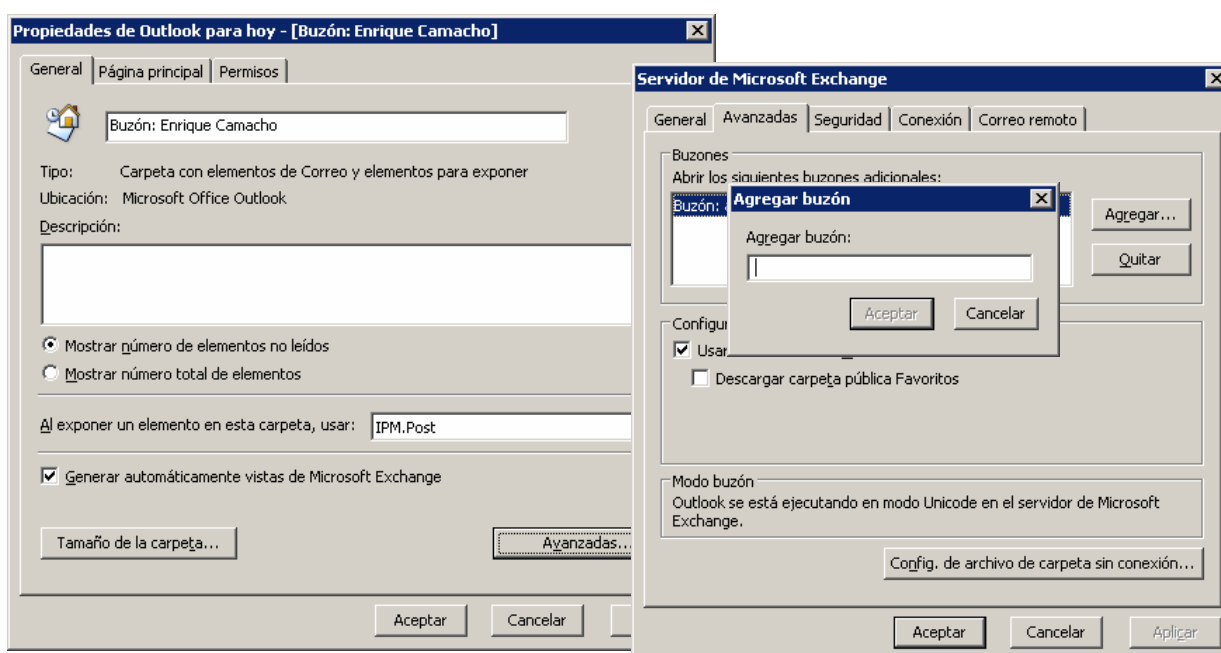 Propiedades de Outlook para hoy - [Buzón: Enrique Camacho]
General Página principal Permisos
Buzón: Enrique Camacho
Tipo: Carpeta con elementos de Correo y elementos para exponer
Ubicación: Microsoft Office Outlook
Descripción:
Mostrar número de elementos no leídos
Mostrar número total de elementos
Al exponer un elemento en esta carpeta, usar: IPM.Post
Generar automáticamente vistas de Microsoft Exchange
Tamaño de la carpeta... Avanzadas...
Aceptar Cancelar
Servidor de Microsoft Exchange
General Avanzadas Seguridad Conexión Correo remoto
Buzones
Abrir los siguientes buzones adicionales:
Buzón:
Agregar...
Quitar
Agregar buzón
Agregar buzón:
Aceptar Cancelar
Descargar carpeta pública Favoritos
Modo buzón
Outlook se está ejecutando en modo Unicode en el servidor de Microsoft
Exchange.
Config. de archivo de carpeta sin conexión...
Aceptar Cancelar Aplicar